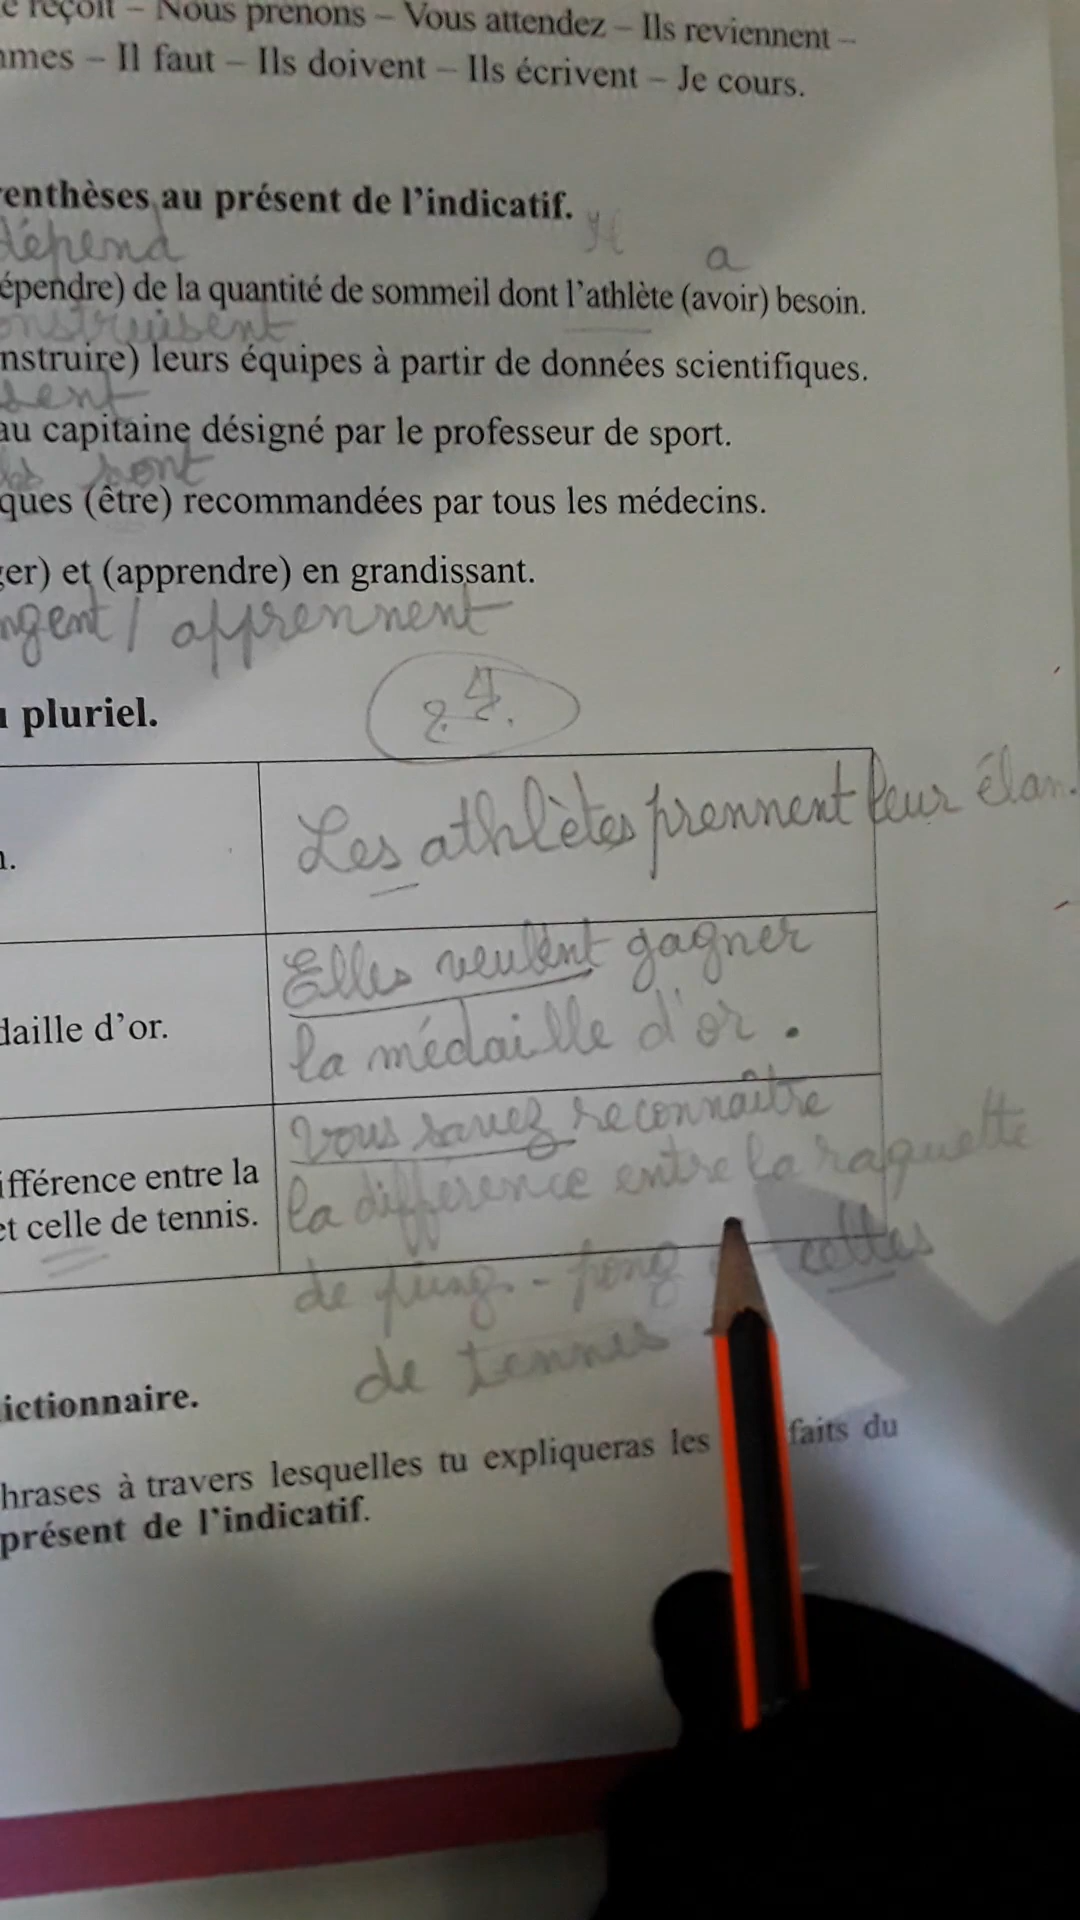 e reçoit – Nous prenons – Vous attendez – Ils reviennent –
mmes – Il faut – Ils doivent – Ils écrivent – Je cours.
renthèses au présent de l'indicatif.
dépend
a
épendre) de la quantité de sommeil dont l'athlète (avoir) besoin.
onstruisent
nstruire) leurs équipes à partir de données scientifiques.
sent
au capitaine désigné par le professeur de sport.
sont
ques (être) recommandées par tous les médecins.
ger) et (apprendre) en grandissant.
ngent / apprennent
u pluriel.
Les athlètes prennent leur élan.
n.
Elles veulent gagner
daille d'or.
la médaille d'or.
Vous savez reconnaître
ifférence entre la
la différence entre la raquette
et celle de tennis.
de ping-pong celles
de tennis
ictionnaire.
hrases à travers lesquelles tu expliqueras les faits du
présent de l'indicatif.